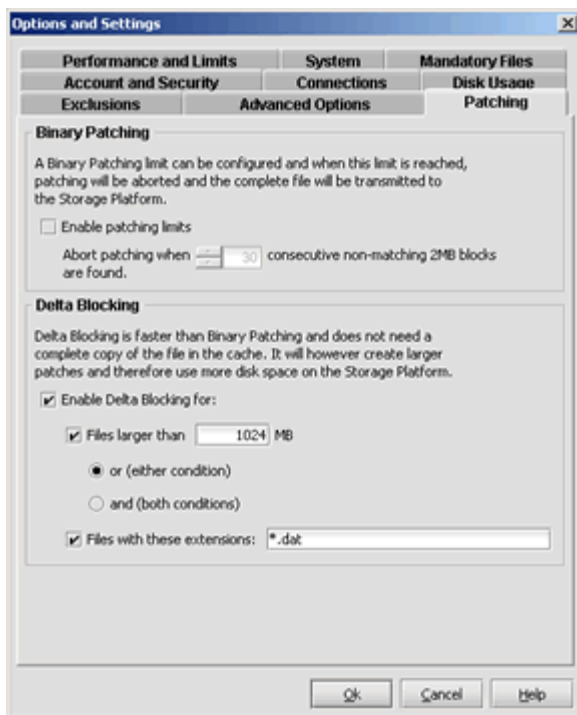 Options and Settings
Performance and Limits System Mandatory Files
Account and Security Connections Disk Usage
Exclusions Advanced Options Patching
Binary Patching
A Binary Patching limit can be configured and when this limit is reached,
patching will be aborted and the complete file will be transmitted to
the Storage Platform.
Enable patching limits
Abort patching when 30 consecutive non-matching 2MB blocks
are found.
Delta Blocking
Delta Blocking is faster than Binary Patching and does not need a
complete copy of the file in the cache. It will however create larger
patches and therefore use more disk space on the Storage Platform.
Enable Delta Blocking for:
Files larger than 1024 MB
or (either condition)
and (both conditions)
Files with these extensions: *.dat
Ok Cancel Help